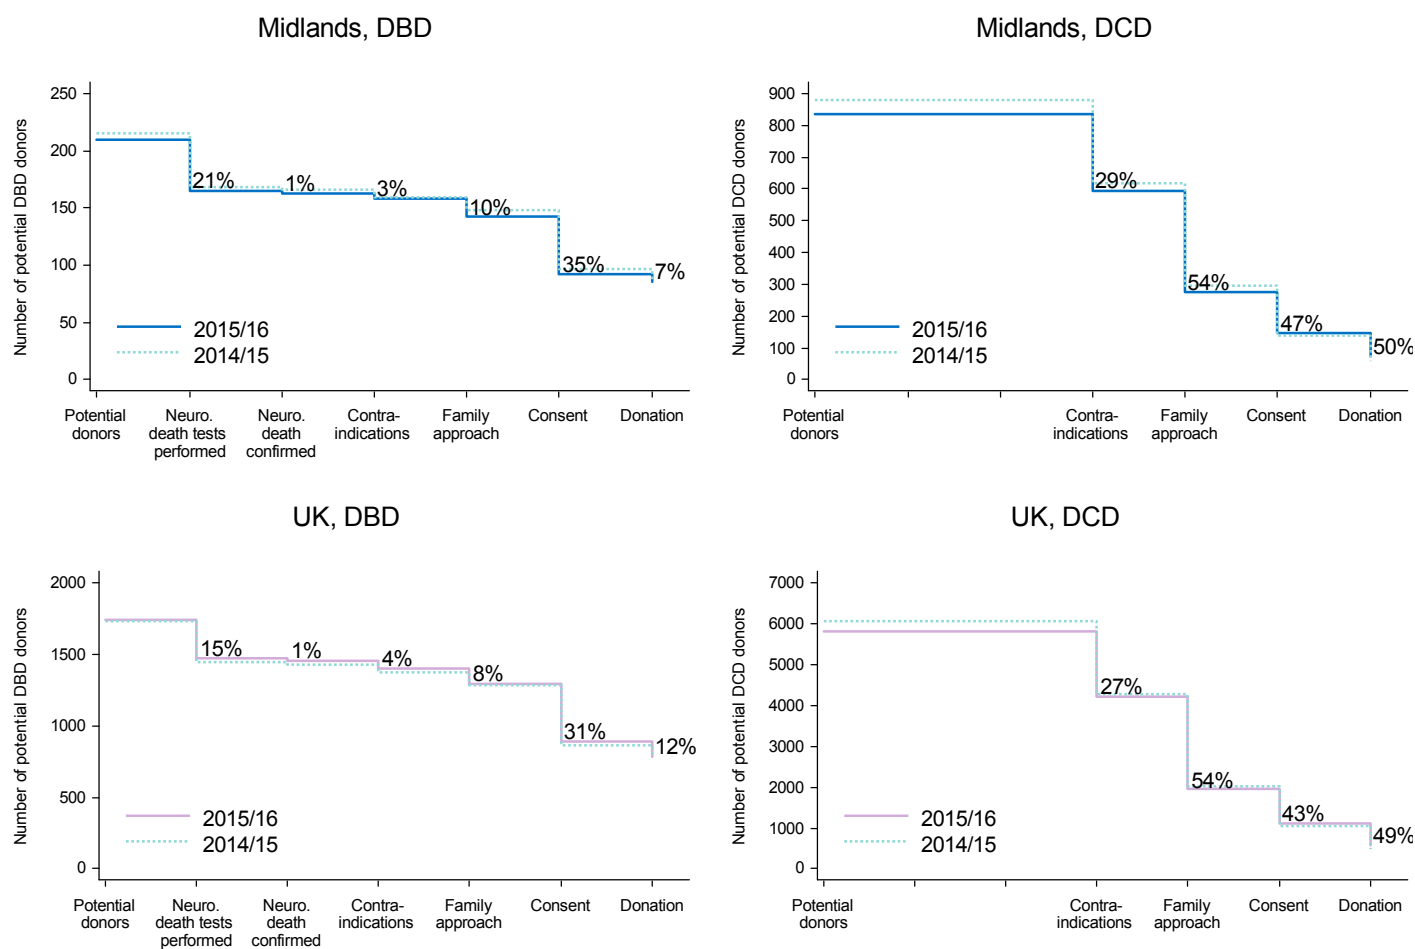 Midlands, DBD
Number of potential DBD donors
250
200
150
100
50
0
21%
1%
3%
10%
35%
7%
2015/16
2014/15
Potential
donors
Neuro.
death tests
performed
Neuro.
death
confirmed
Contra-
indications
Family
approach
Consent
Donation
Midlands, DCD
Number of potential DCD donors
900
800
700
600
500
400
300
200
100
0
29%
54%
47%
50%
2015/16
2014/15
Potential
donors
Contra-
indications
Family
approach
Consent
Donation
UK, DBD
Number of potential DBD donors
2000
1500
1000
500
0
15%
1%
4%
8%
31%
12%
2015/16
2014/15
Potential
donors
Neuro.
death tests
performed
Neuro.
death
confirmed
Contra-
indications
Family
approach
Consent
Donation
UK, DCD
Number of potential DCD donors
7000
6000
5000
4000
3000
2000
1000
0
27%
54%
43%
49%
2015/16
2014/15
Potential
donors
Contra-
indications
Family
approach
Consent
Donation